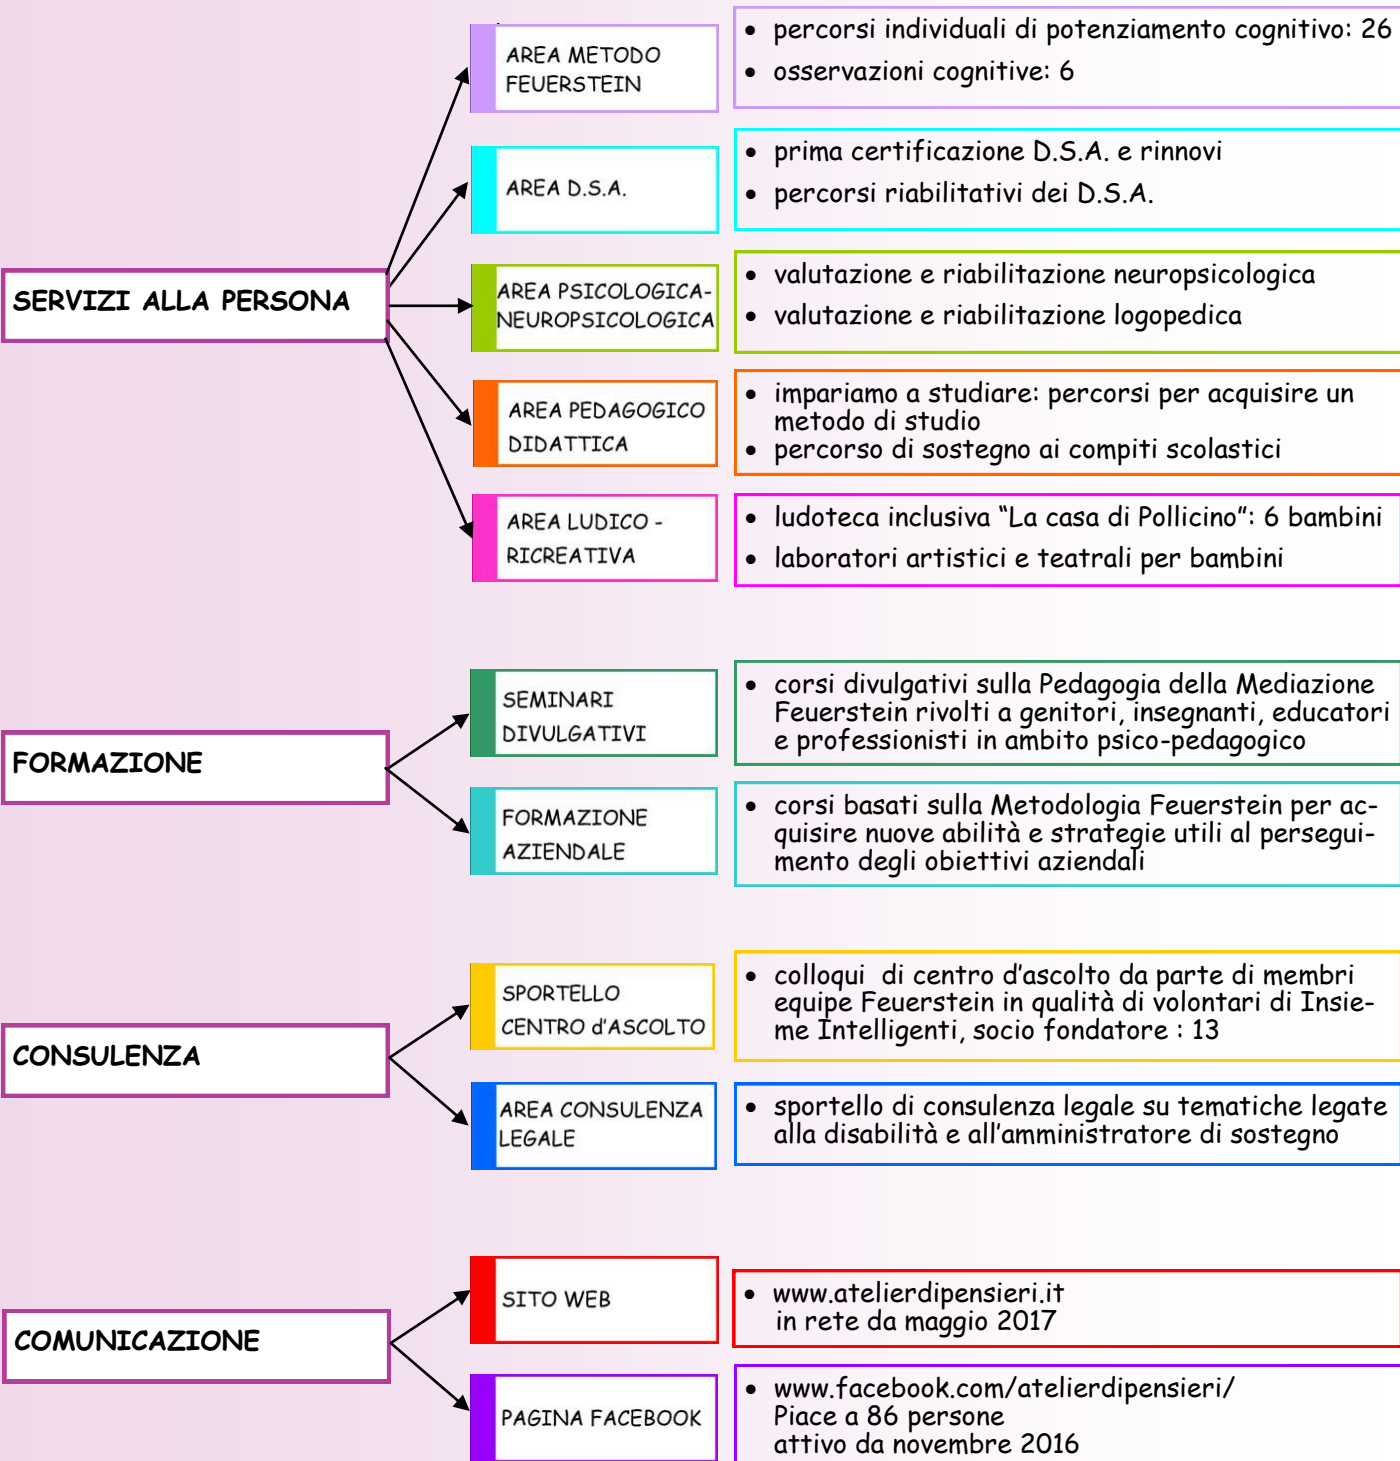 SERVIZI ALLA PERSONA
AREA METODO
FEUERSTEIN
• percorsi individuali di potenziamento cognitivo: 26
• osservazioni cognitive: 6
AREA D.S.A.
• prima certificazione D.S.A. e rinnovi
• percorsi riabilitativi dei D.S.A.
AREA PSICOLOGICA-
NEUROPSICOLOGICA
• valutazione e riabilitazione neuropsicologica
• valutazione e riabilitazione logopedica
AREA PEDAGOGICO
DIDATTICA
• impariamo a studiare: percorsi per acquisire un
metodo di studio
• percorso di sostegno ai compiti scolastici
AREA LUDICO -
RICREATIVA
• ludoteca inclusiva “La casa di Pollicino”: 6 bambini
• laboratori artistici e teatrali per bambini
FORMAZIONE
SEMINARI
DIVULGATIVI
• corsi divulgativi sulla Pedagogia della Mediazione
Feuerstein rivolti a genitori, insegnanti, educatori
e professionisti in ambito psico-pedagogico
FORMAZIONE
AZIENDALE
• corsi basati sulla Metodologia Feuerstein per ac-
quisire nuove abilità e strategie utili al persegui-
mento degli obiettivi aziendali
CONSULENZA
SPORTELLO
CENTRO d'ASCOLTO
• colloqui di centro d'ascolto da parte di membri
equipe Feuerstein in qualità di volontari di Insie-
me Intelligenti, socio fondatore : 13
AREA CONSULENZA
LEGALE
• sportello di consulenza legale su tematiche legate
alla disabilità e all'amministratore di sostegno
COMUNICAZIONE
SITO WEB
• www.atelierdipensieri.it
in rete da maggio 2017
PAGINA FACEBOOK
• www.facebook.com/atelierdipensieri/
Piace a 86 persone
attivo da novembre 2016